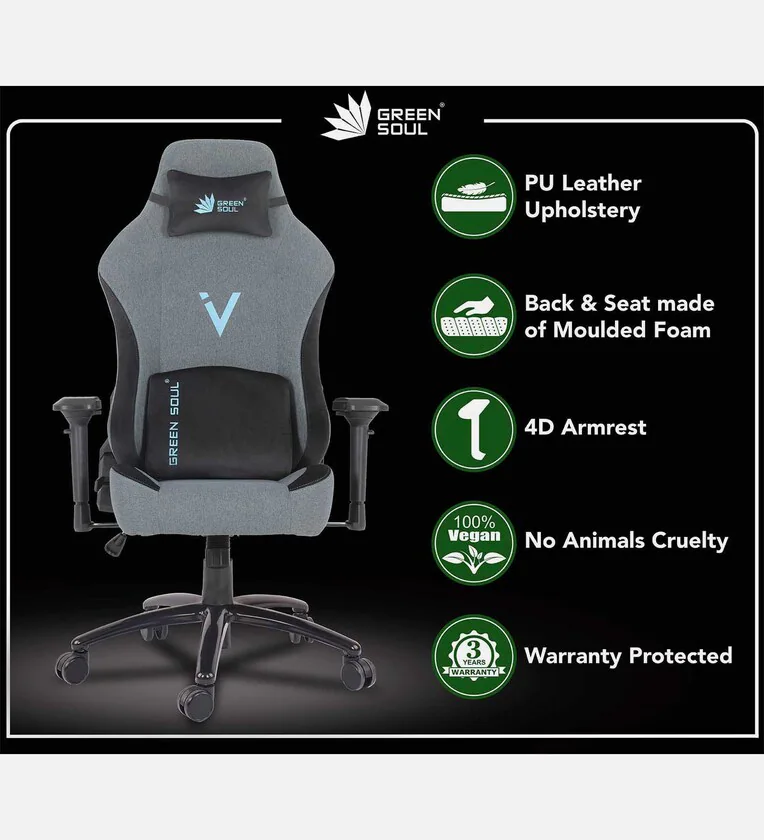 GREEN
SOUL
®
GREEN
SOUL
®
V
GREEN SOUL
®
PU Leather
Upholstery
Back & Seat made
of Moulded Foam
4D Armrest
100%
Vegan
No Animals Cruelty
3
YEARS
WARRANTY
Warranty Protected